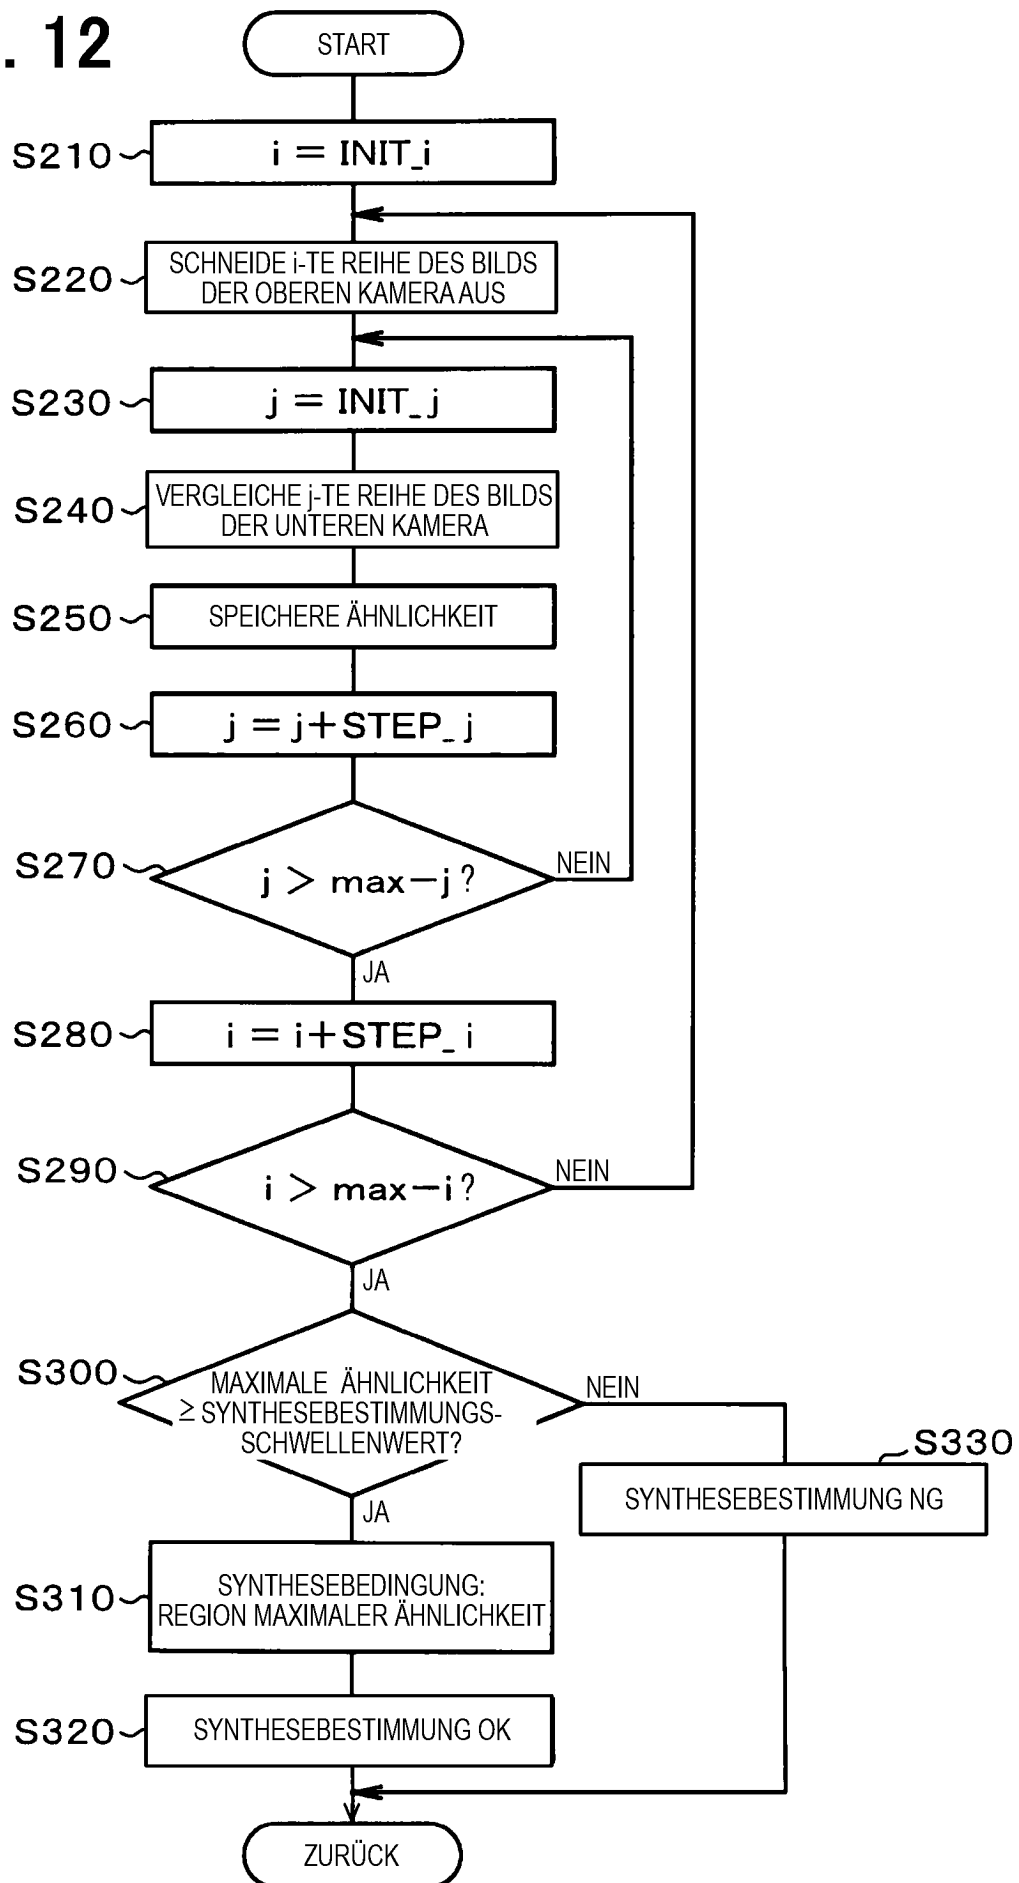 . 12
START
S210
i = INIT_i
S220
SCHNEIDE i-TE REIHE DES BILDS
DER OBEREN KAMERA AUS
S230
j = INIT_j
S240
VERGLEICHE j-TE REIHE DES BILDS
DER UNTEREN KAMERA
S250
SPEICHERE ÄHNLICHKEIT
S260
j = j+STEP_j
S270
j > max−j?
NEIN
JA
S280
i = i+STEP_i
S290
i > max−i?
NEIN
JA
S300
MAXIMALE ÄHNLICHKEIT
≥ SYNTHESEBESTIMMUNGS-
SCHWELLENWERT?
NEIN
JA
S330
SYNTHESEBESTIMMUNG NG
S310
SYNTHESEBEDINGUNG:
REGION MAXIMALER ÄHNLICHKEIT
S320
SYNTHESEBESTIMMUNG OK
ZURÜCK